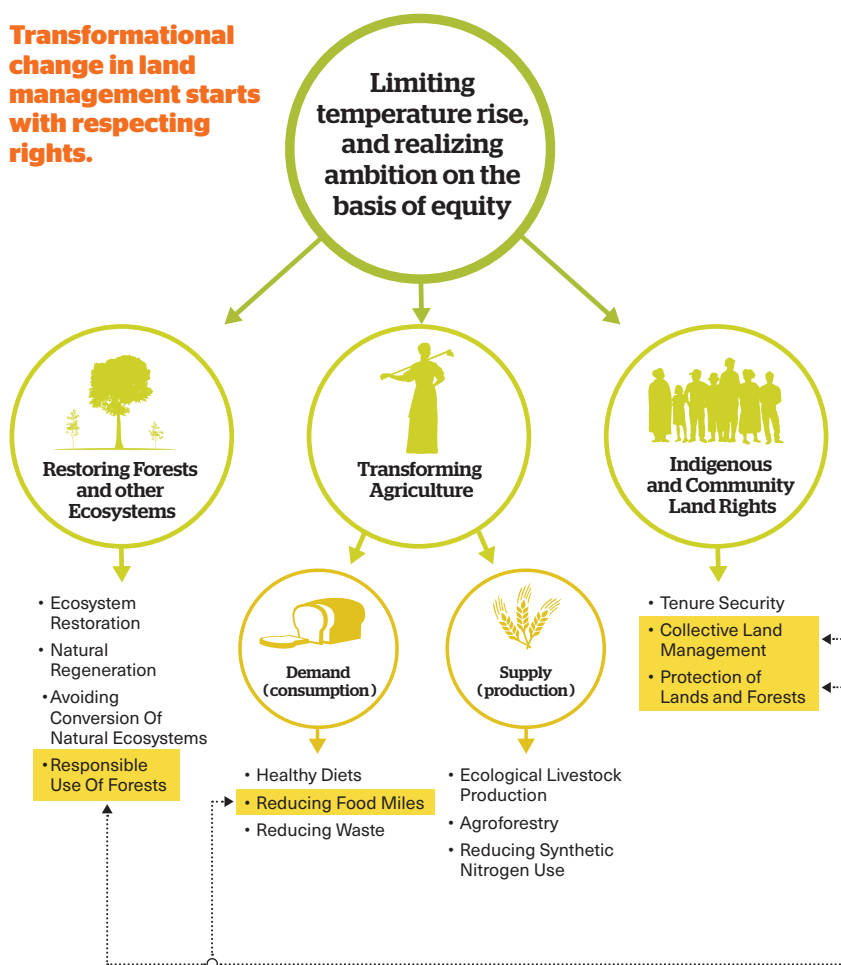 Transformational
change in land
management starts
with respecting
rights.
Limiting
temperature rise,
and realizing
ambition on the
basis of equity
Restoring Forests
and other
Ecosystems
• Ecosystem
Restoration
• Natural
Regeneration
• Avoiding
Conversion Of
Natural Ecosystems
• Responsible
Use Of Forests
Transforming
Agriculture
Demand
(consumption)
• Healthy Diets
• Reducing Food Miles
• Reducing Waste
Supply
(production)
• Ecological Livestock
Production
• Agroforestry
• Reducing Synthetic
Nitrogen Use
Indigenous
and Community
Land Rights
• Tenure Security
• Collective Land
Management
• Protection of
Lands and Forests